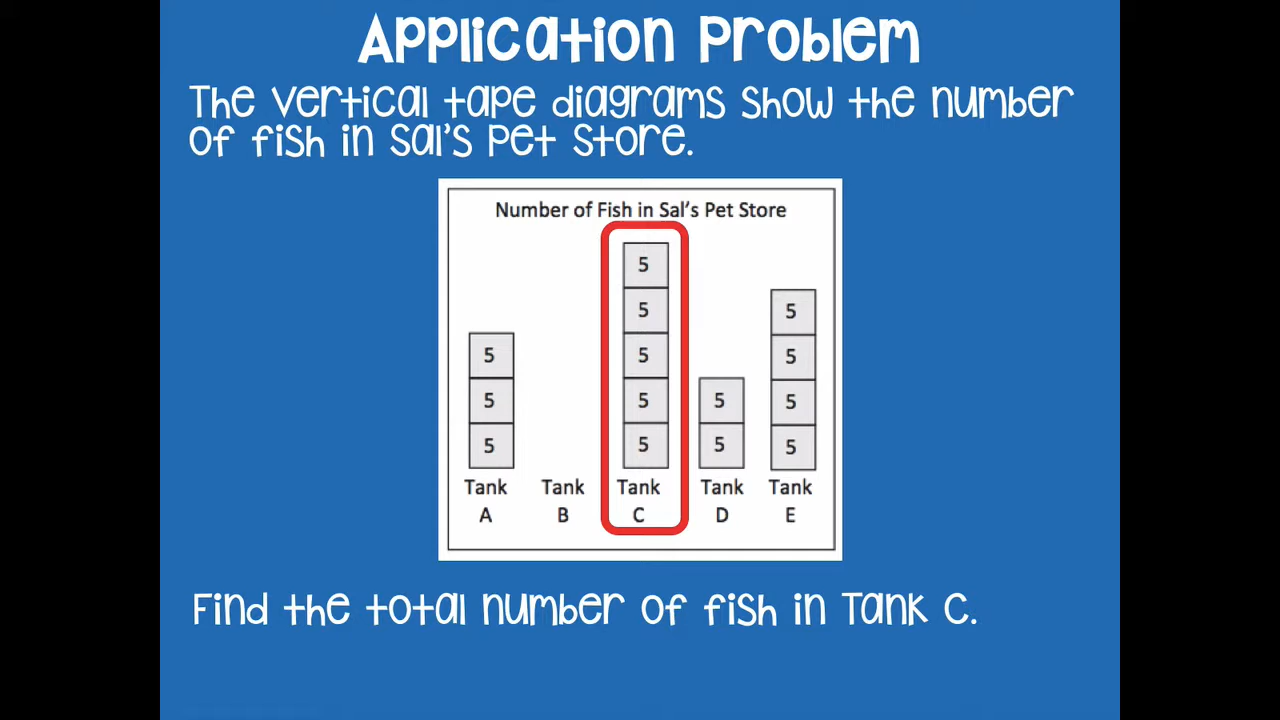 Application Problem
The vertical tape diagrams show the number
of fish in Sal's Pet Store.
Number of Fish in Sal's Pet Store
5
5 5
5 5 5
5 5 5 5
5 5 5 5
Tank Tank Tank Tank Tank
A B C D E
Find the total number of fish in Tank C.